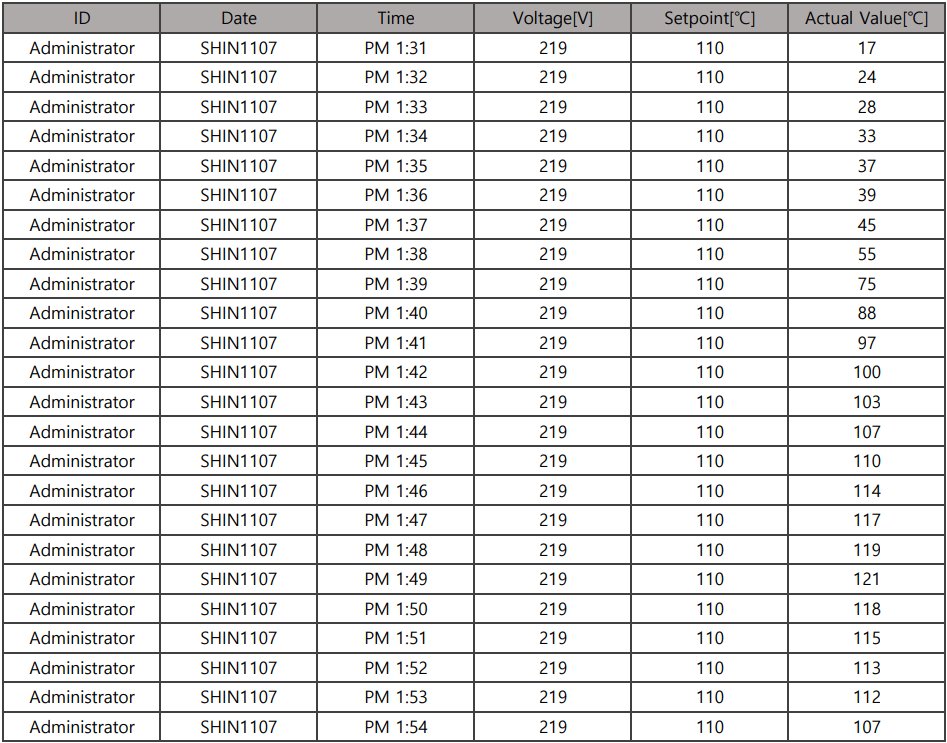 ID Date Time Voltage[V] Setpoint[℃] Actual Value[℃]
Administrator SHIN1107 PM 1:31 219 110 17
Administrator SHIN1107 PM 1:32 219 110 24
Administrator SHIN1107 PM 1:33 219 110 28
Administrator SHIN1107 PM 1:34 219 110 33
Administrator SHIN1107 PM 1:35 219 110 37
Administrator SHIN1107 PM 1:36 219 110 39
Administrator SHIN1107 PM 1:37 219 110 45
Administrator SHIN1107 PM 1:38 219 110 55
Administrator SHIN1107 PM 1:39 219 110 75
Administrator SHIN1107 PM 1:40 219 110 88
Administrator SHIN1107 PM 1:41 219 110 97
Administrator SHIN1107 PM 1:42 219 110 100
Administrator SHIN1107 PM 1:43 219 110 103
Administrator SHIN1107 PM 1:44 219 110 107
Administrator SHIN1107 PM 1:45 219 110 110
Administrator SHIN1107 PM 1:46 219 110 114
Administrator SHIN1107 PM 1:47 219 110 117
Administrator SHIN1107 PM 1:48 219 110 119
Administrator SHIN1107 PM 1:49 219 110 121
Administrator SHIN1107 PM 1:50 219 110 118
Administrator SHIN1107 PM 1:51 219 110 115
Administrator SHIN1107 PM 1:52 219 110 113
Administrator SHIN1107 PM 1:53 219 110 112
Administrator SHIN1107 PM 1:54 219 110 107